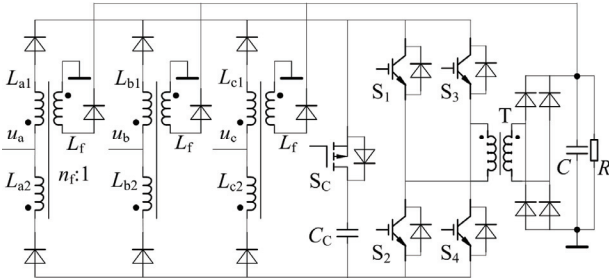 La1 Lb1 Lc1 S1 S3
T
ua Lf ub Lf uc Lf
C R
La2 nf:1 Lb2 Lc2 SC
CC S2 S4